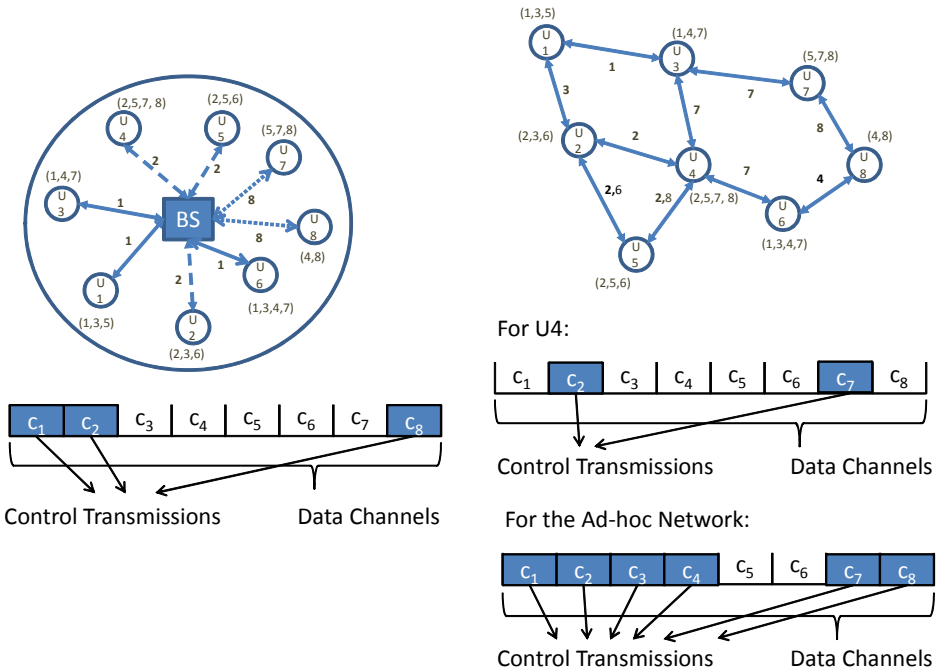 (2,5,7, 8)
U
4
(2,5,6)
U
5
(5,7,8)
U
7
2
2
8
(1,4,7)
U
3
1
BS
8
U
8
(4,8)
1
2
1
U
1
(1,3,5)
U
6
(1,3,4,7)
U
2
(2,3,6)
c1
c2
c3
c4
c5
c6
c7
c8
Control Transmissions
Data Channels
(1,3,5)
U
1
(1,4,7)
U
3
1
(5,7,8)
U
7
7
3
7
8
(2,3,6)
U
2
2
U
4
(2,5,7, 8)
7
(4,8)
U
8
4
2,6
2,8
U
6
(1,3,4,7)
U
5
(2,5,6)
For U4:
c1
c2
c3
c4
c5
c6
c7
c8
Control Transmissions
Data Channels
For the Ad-hoc Network:
c1
c2
c3
c4
c5
c6
c7
c8
Control Transmissions
Data Channels